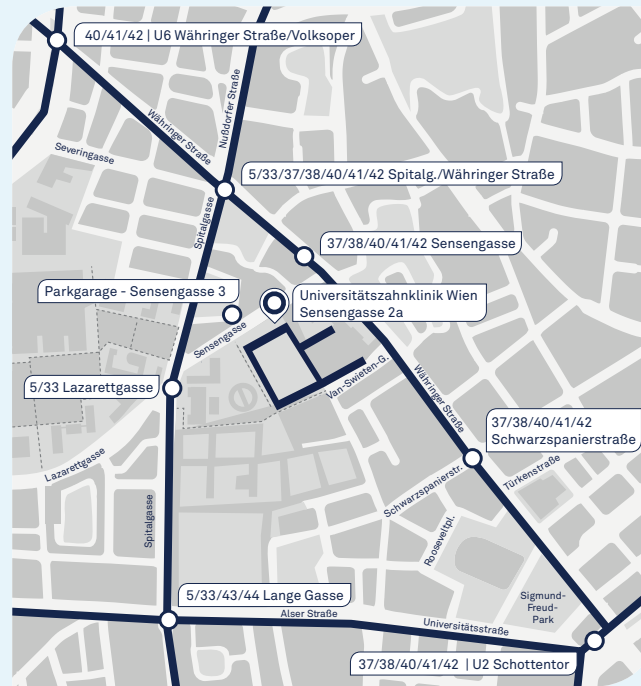 40/41/42 | U6 Währinger Straße/Volksoper
Nußdorfer Straße
Währinger Straße
Severingasse
5/33/37/38/40/41/42 Spitalg./Währinger Straße
Spitalgasse
37/38/40/41/42 Sensengasse
Parkgarage - Sensengasse 3
Universitätszahnklinik Wien
Sensengasse 2a
Sensengasse
Van-Swieten-G.
5/33 Lazarettgasse
Währinger Straße
37/38/40/41/42
Schwarzspanierstraße
Lazarettgasse
Schwarzspanierstr.
Türkenstraße
Spitalgasse
Rooseveltpl.
5/33/43/44 Lange Gasse
Alser Straße
Sigmund-
Freud-
Park
Universitätsstraße
37/38/40/41/42 | U2 Schottentor